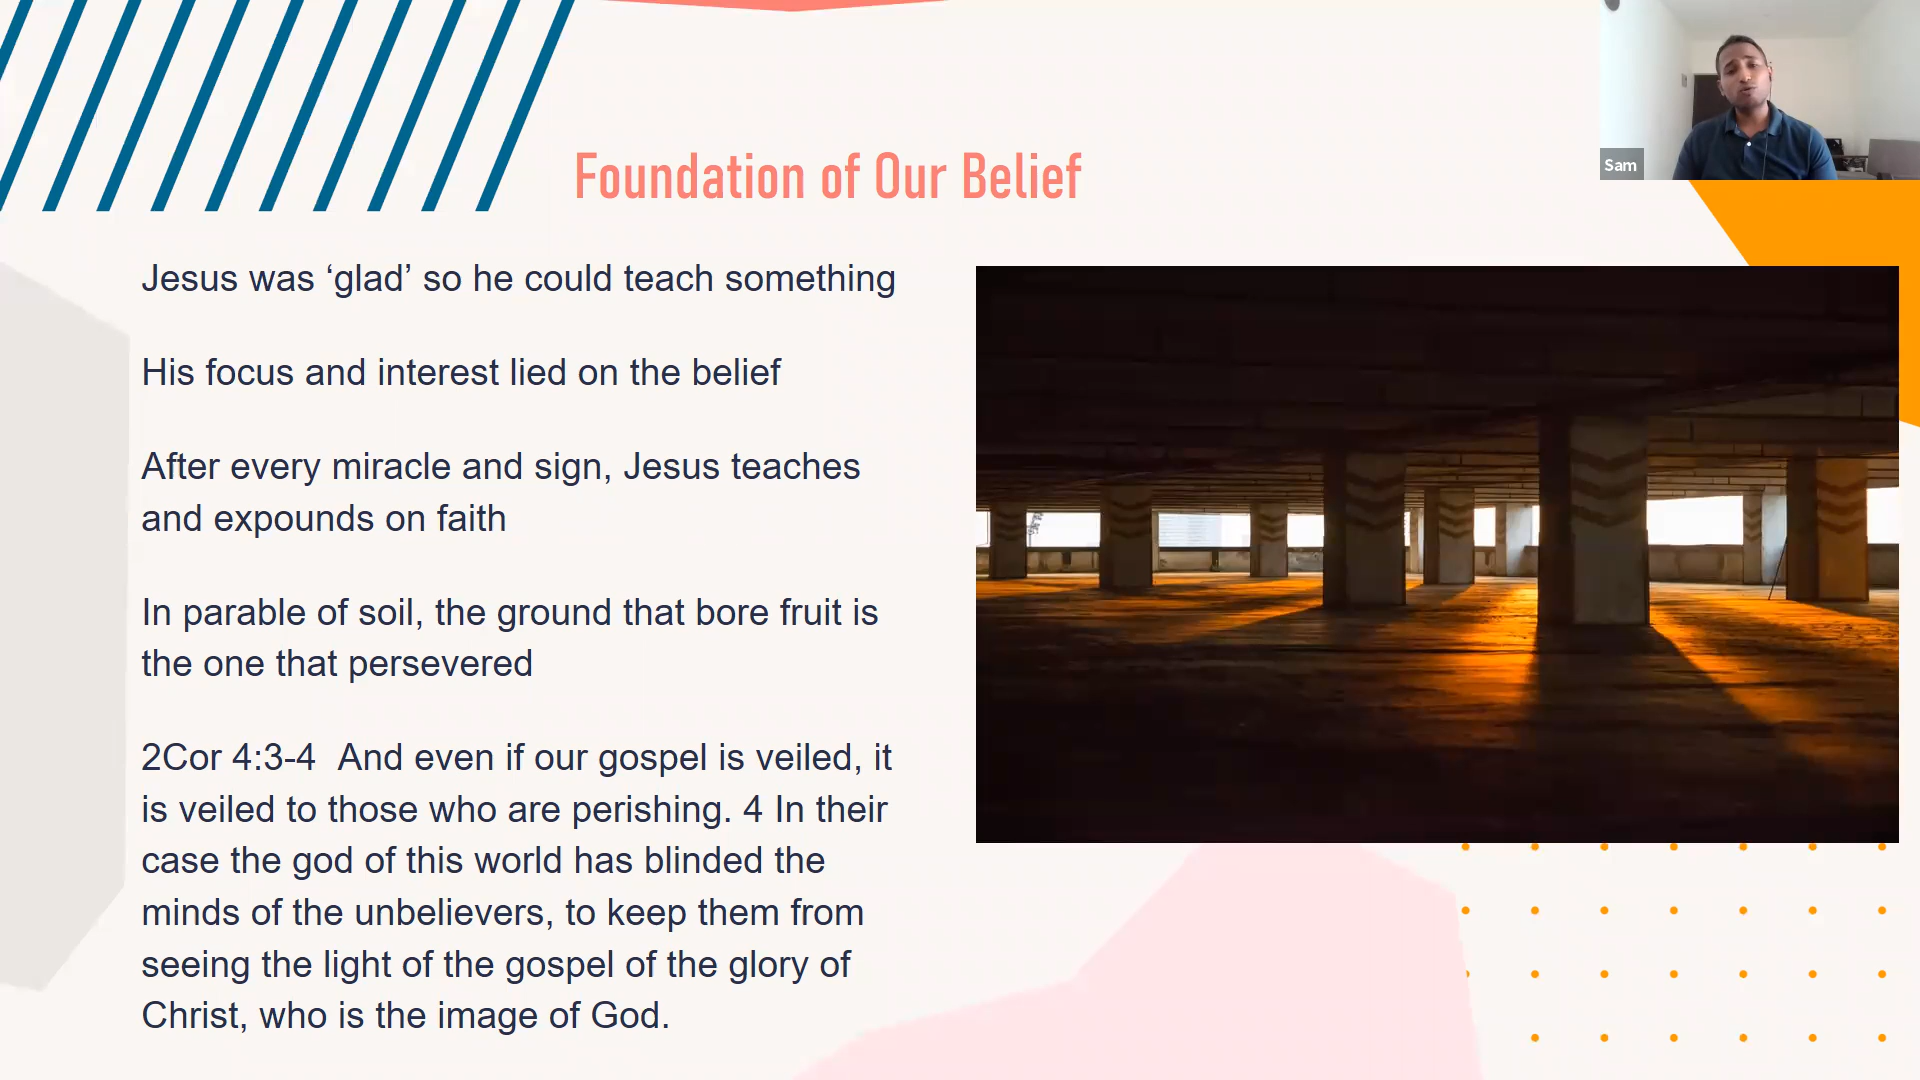 Sam
Foundation of Our Belief
Jesus was ‘glad’ so he could teach something
His focus and interest lied on the belief
After every miracle and sign, Jesus teaches
and expounds on faith
In parable of soil, the ground that bore fruit is
the one that persevered
2Cor 4:3-4  And even if our gospel is veiled, it
is veiled to those who are perishing. 4 In their
case the god of this world has blinded the
minds of the unbelievers, to keep them from
seeing the light of the gospel of the glory of
Christ, who is the image of God.